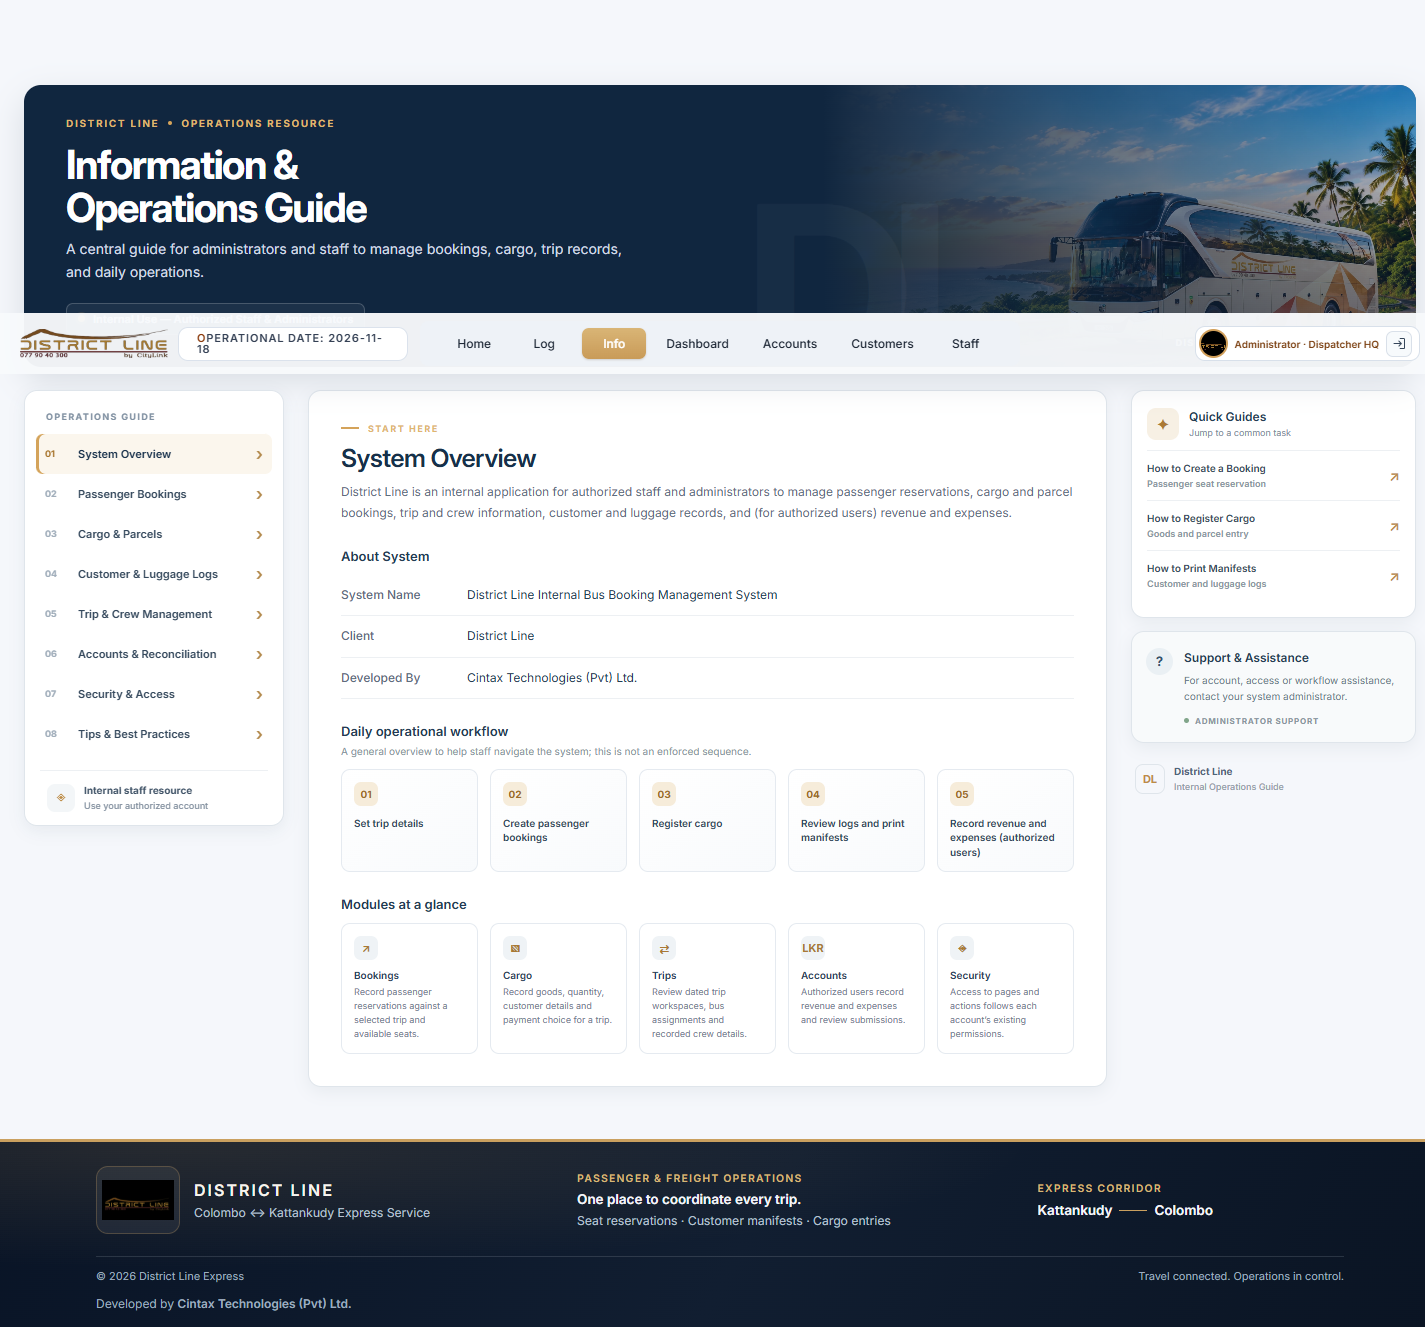 DISTRICT LINE • OPERATIONS RESOURCE
Information &
Operations Guide
A central guide for administrators and staff to manage bookings, cargo, trip records,
and daily operations.
Internal Use — Authorized Staff & Administrators
DISTRICT LINE
DISTRICT LINE
077 90 40 300 by CityLink
OPERATIONAL DATE: 2026-11-
18
Home
Log
Info
Dashboard
Accounts
Customers
Staff
Administrator · Dispatcher HQ
OPERATIONS GUIDE
01 System Overview
02 Passenger Bookings
03 Cargo & Parcels
04 Customer & Luggage Logs
05 Trip & Crew Management
06 Accounts & Reconciliation
07 Security & Access
08 Tips & Best Practices
Internal staff resource
Use your authorized account
START HERE
System Overview
District Line is an internal application for authorized staff and administrators to manage passenger reservations, cargo and parcel
bookings, trip and crew information, customer and luggage records, and (for authorized users) revenue and expenses.
About System
System Name District Line Internal Bus Booking Management System
Client District Line
Developed By Cintax Technologies (Pvt) Ltd.
Daily operational workflow
A general overview to help staff navigate the system; this is not an enforced sequence.
01
Set trip details
02
Create passenger
bookings
03
Register cargo
04
Review logs and print
manifests
05
Record revenue and
expenses (authorized
users)
Modules at a glance
Bookings
Record passenger
reservations against a
selected trip and
available seats.
Cargo
Record goods, quantity,
customer details and
payment choice for a trip.
Trips
Review dated trip
workspaces, bus
assignments and
recorded crew details.
LKR
Accounts
Authorized users record
revenue and expenses
and review submissions.
Security
Access to pages and
actions follows each
account's existing
permissions.
Quick Guides
Jump to a common task
How to Create a Booking
Passenger seat reservation
How to Register Cargo
Goods and parcel entry
How to Print Manifests
Customer and luggage logs
?
Support & Assistance
For account, access or workflow assistance,
contact your system administrator.
ADMINISTRATOR SUPPORT
DL
District Line
Internal Operations Guide
DISTRICT LINE
DISTRICT LINE
Colombo ↔ Kattankudy Express Service
PASSENGER & FREIGHT OPERATIONS
One place to coordinate every trip.
Seat reservations · Customer manifests · Cargo entries
EXPRESS CORRIDOR
Kattankudy — Colombo
© 2026 District Line Express
Travel connected. Operations in control.
Developed by Cintax Technologies (Pvt) Ltd.